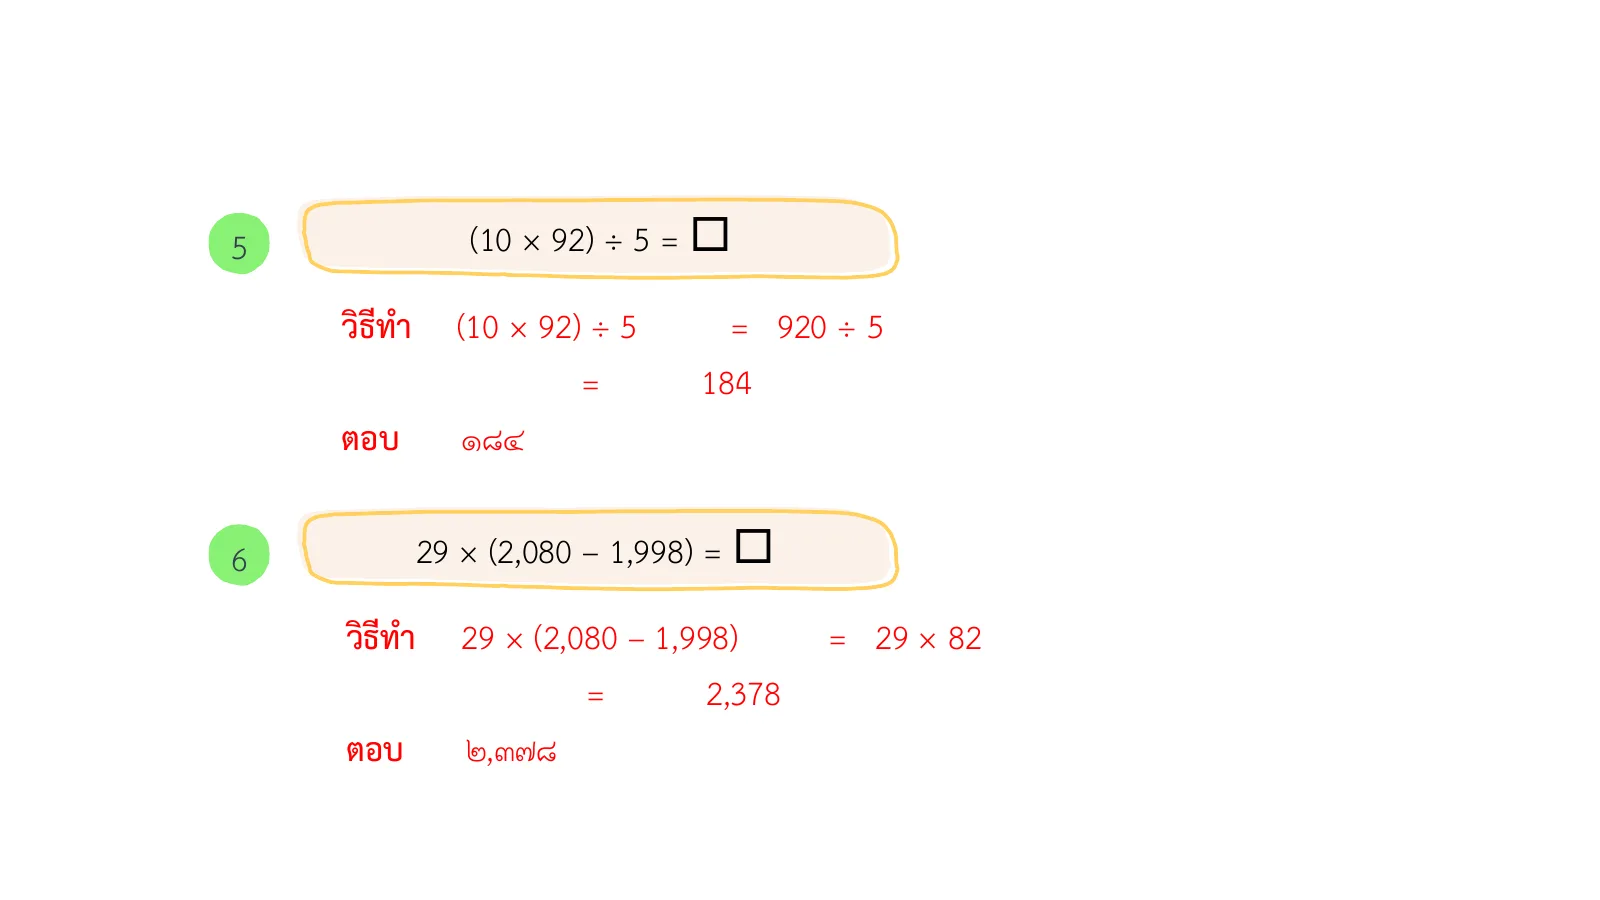 5 (10 × 92) ÷ 5 = □
วิธีทำ (10 × 92) ÷ 5 = 920 ÷ 5
= 184
ตอบ ๑๘๔
6 29 × (2,080 – 1,998) = □
วิธีทำ 29 × (2,080 – 1,998) = 29 × 82
= 2,378
ตอบ ๒,๓๗๘